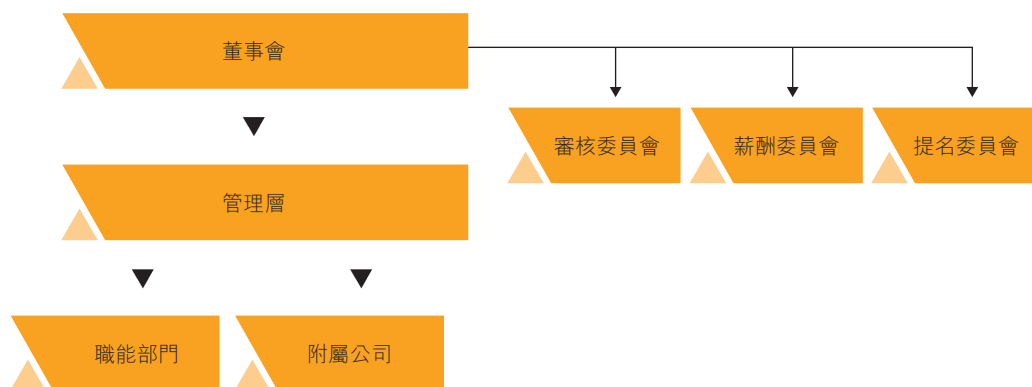 董事會
審核委員會
薪酬委員會
提名委員會
管理層
職能部門
附屬公司